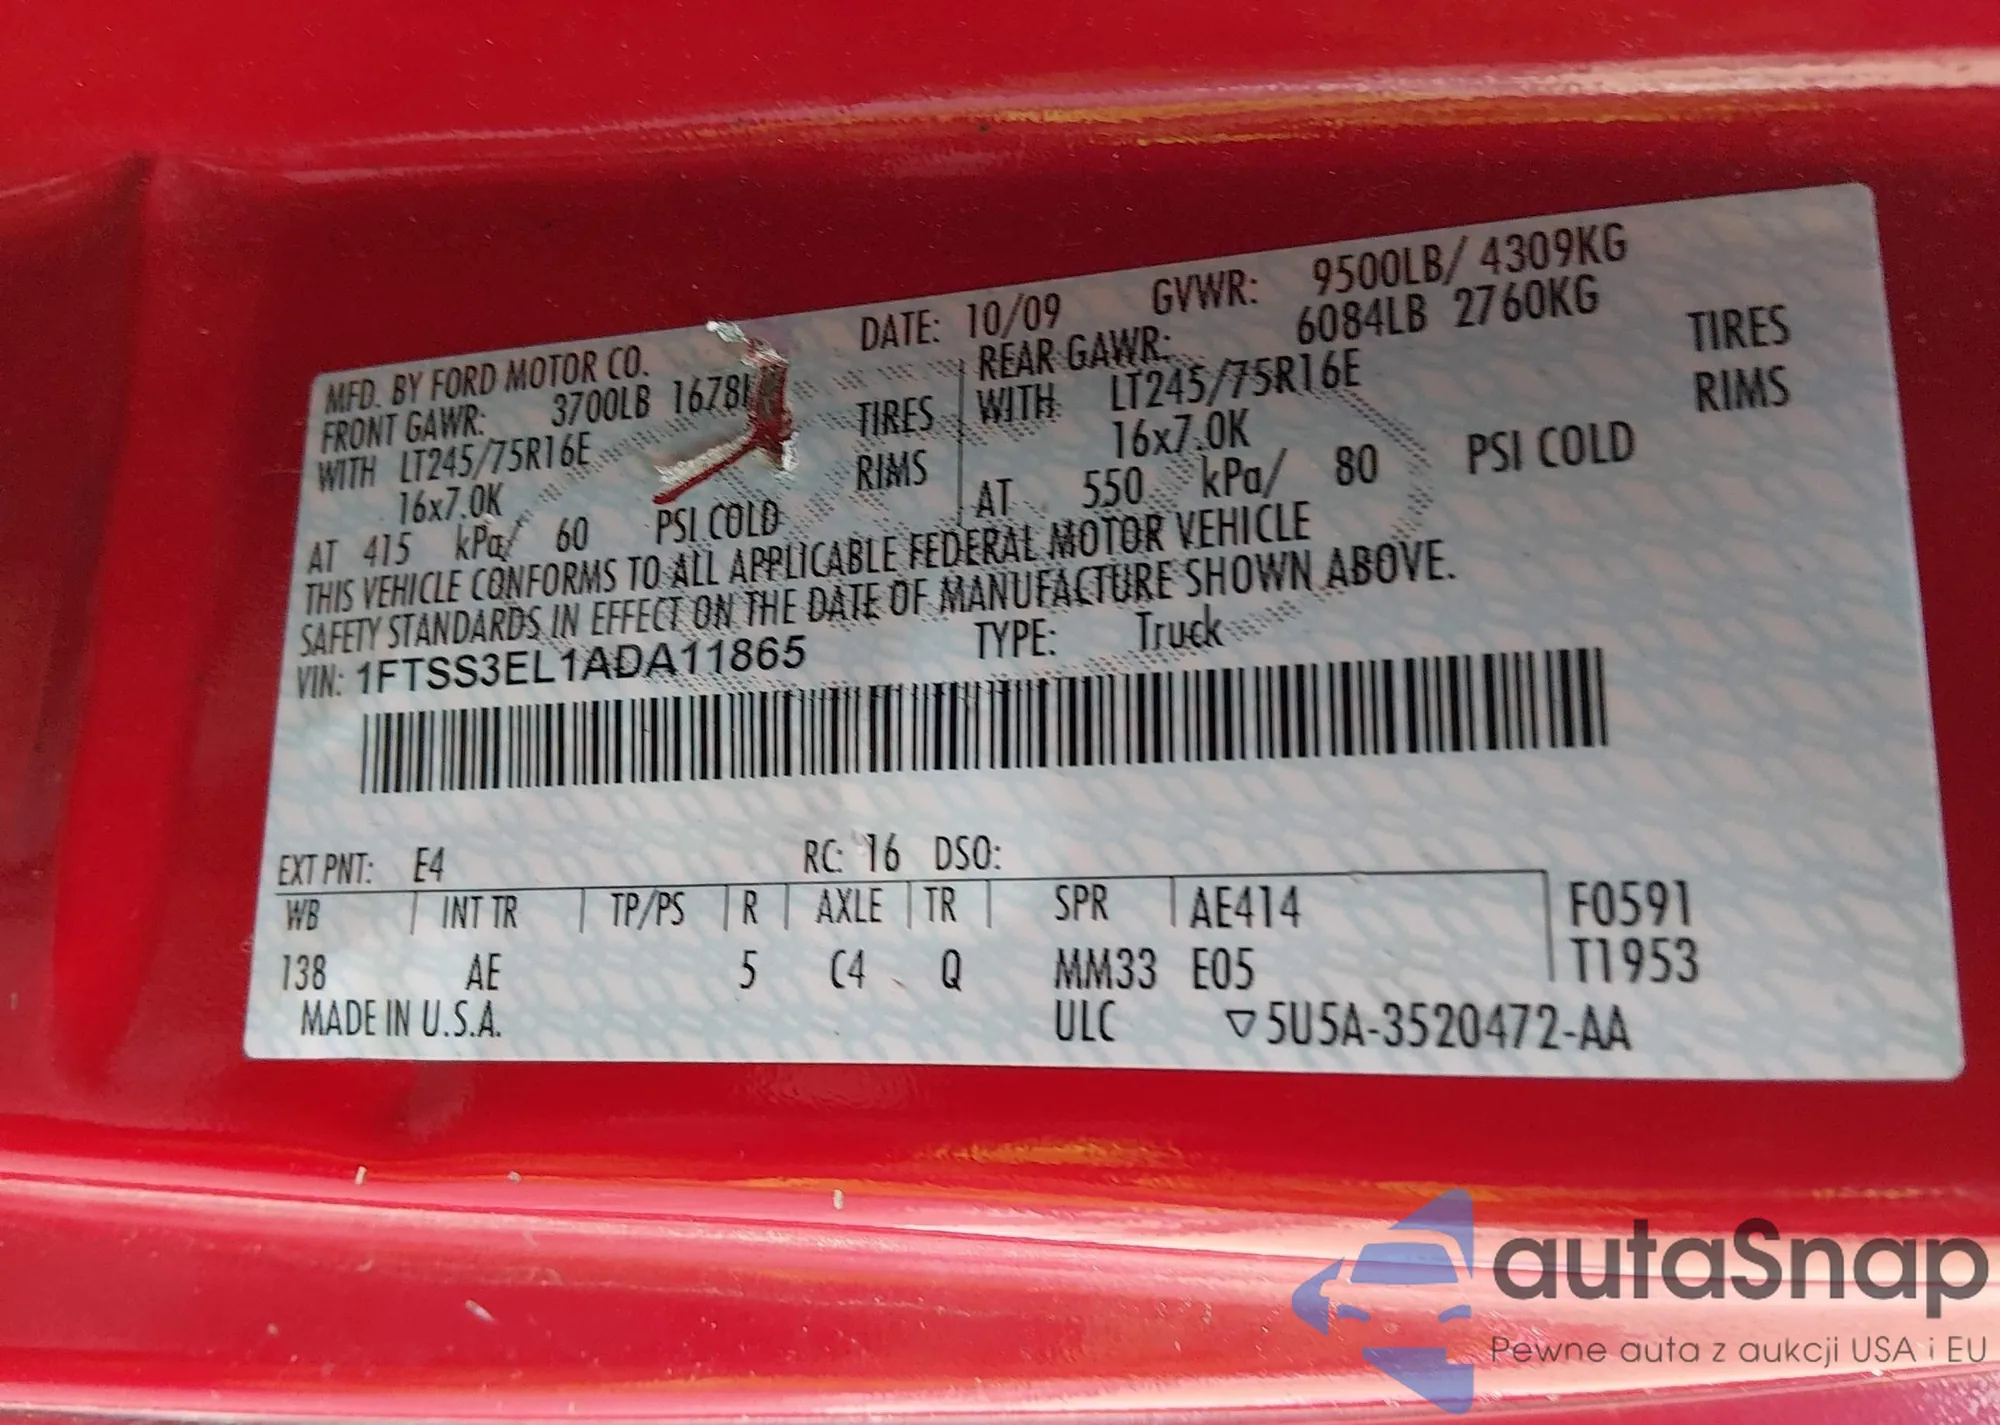 MFD. BY FORD MOTOR CO. DATE: 10/09 GVWR: 9500LB/ 4309KG
FRONT GAWR: 3700LB 1678 REAR GAWR: 6084LB 2760KG
WITH LT245/75R16E TIRES WITH LT245/75R16E TIRES
16x7.0K RIMS 16x7.0K RIMS
AT 415 kPa/ 60 PSI COLD AT 550 kPa/ 80 PSI COLD
THIS VEHICLE CONFORMS TO ALL APPLICABLE FEDERAL MOTOR VEHICLE
SAFETY STANDARDS IN EFFECT ON THE DATE OF MANUFACTURE SHOWN ABOVE.
VIN: 1FTSS3EL1ADA11865 TYPE: Truck
EXT PNT: E4 RC: 16 DSO:
WB INT TR TP/PS R AXLE TR SPR AE414 F0591
138 AE 5 C4 Q MM33 E05 T1953
MADE IN U.S.A. ULC ▽5U5A-3520472-AA
autaSnap
Pewne auta z aukcji USA i EU